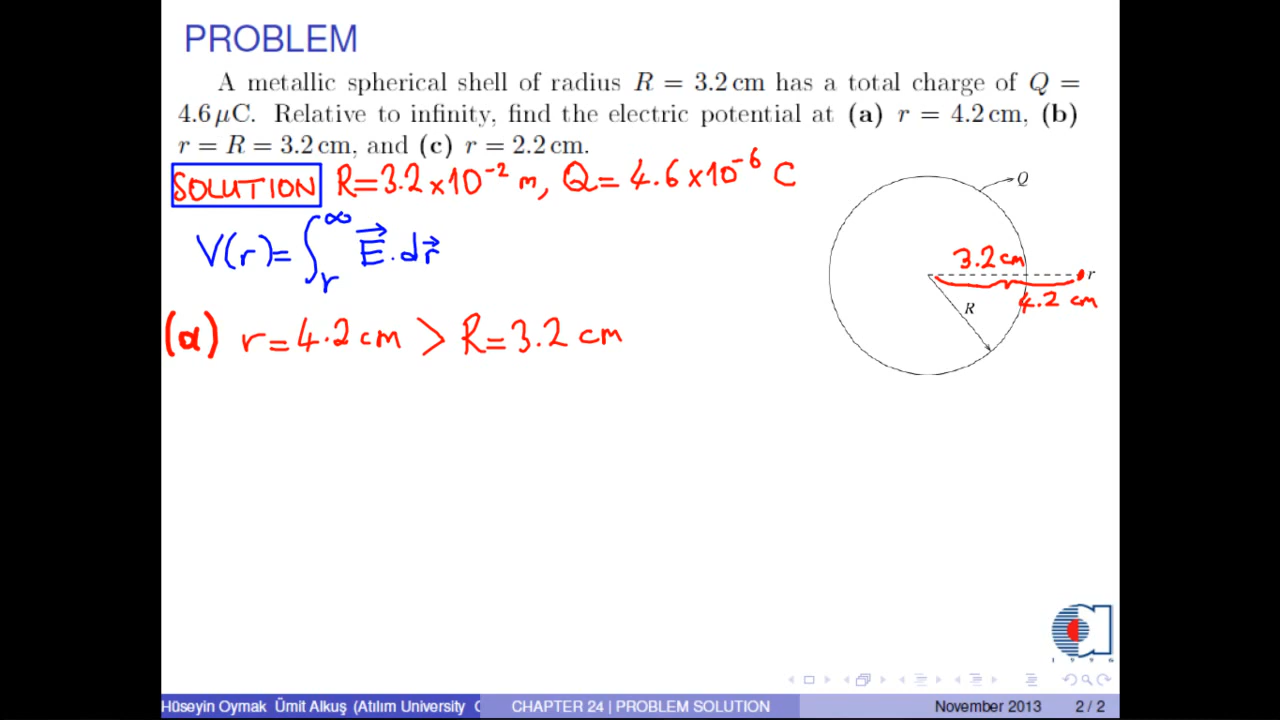 PROBLEM
A metallic spherical shell of radius R = 3.2 cm has a total charge of Q =
4.6 μC. Relative to infinity, find the electric potential at (a) r = 4.2 cm, (b)
r = R = 3.2 cm, and (c) r = 2.2 cm.
SOLUTION R=3.2×10⁻² m, Q=4.6×10⁻⁶ C
Q
V(r)=∫_r^∞ E⃗.dr⃗
3.2 cm
r
4.2 cm
R
(a) r=4.2 cm > R=3.2 cm
1996
Hüseyin Oymak Ümit Alkuş (Atılım University CHAPTER 24 | PROBLEM SOLUTION November 2013 2 / 2